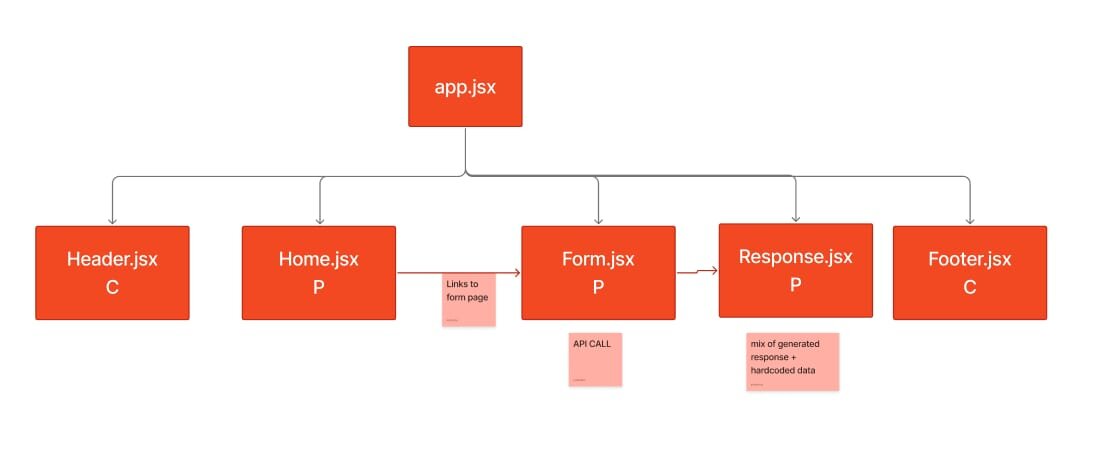 app.jsx
Header.jsx
C
Home.jsx
P
Links to
form page
Form.jsx
P
API CALL
Response.jsx
P
mix of generated
response +
hardcoded data
Footer.jsx
C